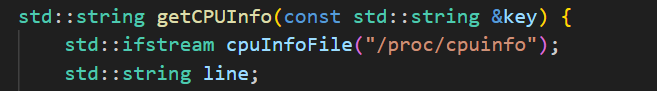 std::string getCPUInfo(const std::string &key) {
    std::ifstream cpuInfoFile("/proc/cpuinfo");
    std::string line;